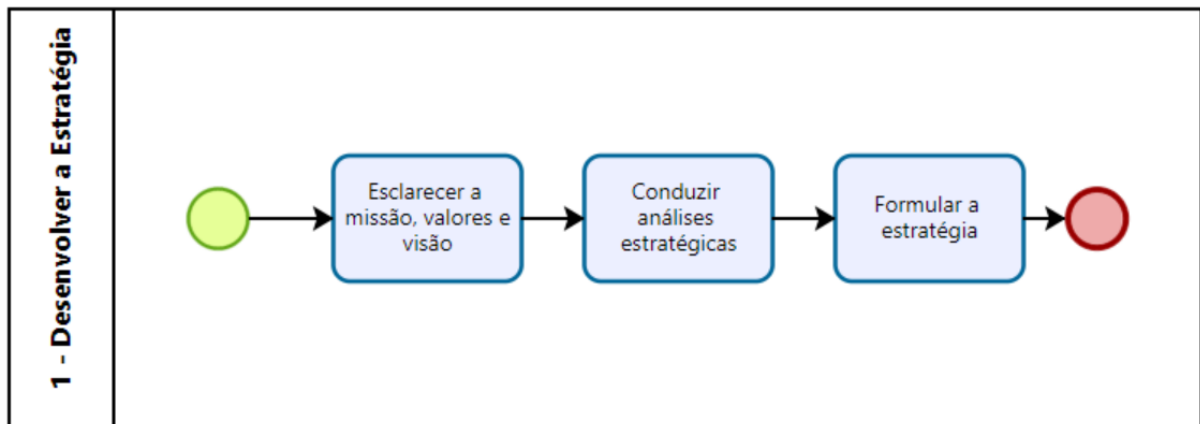 1 - Desenvolver a Estratégia
Esclarecer a
missão, valores e
visão
Conduzir
análises
estratégicas
Formular a
estratégia